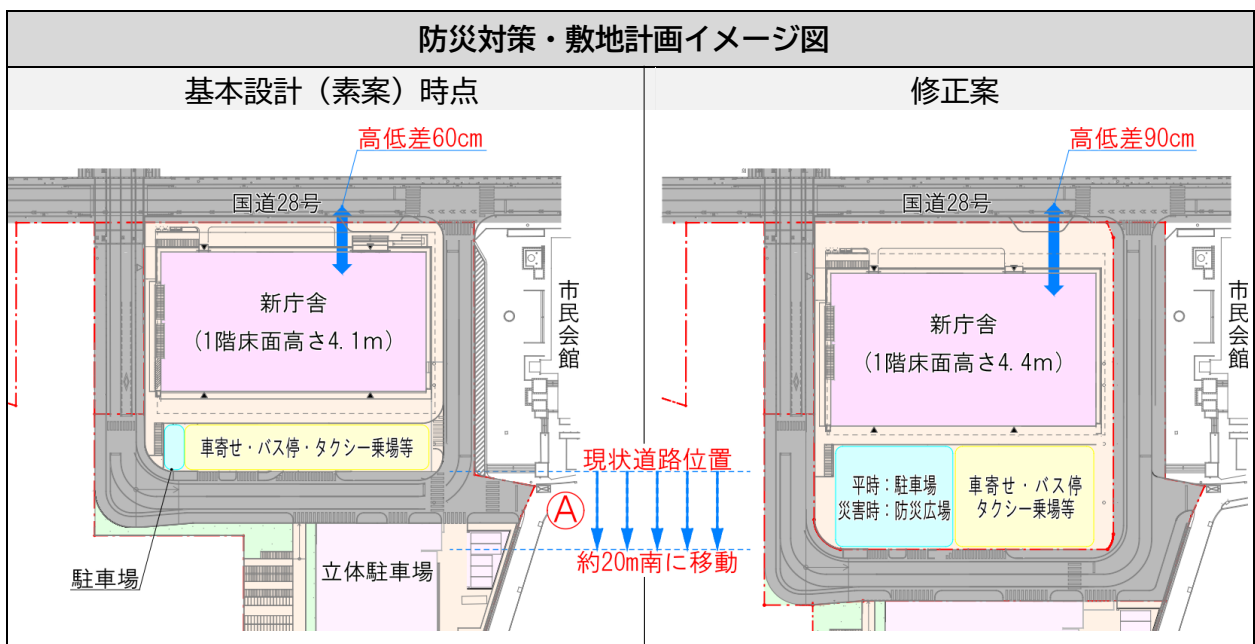 防災対策・敷地計画イメージ図
基本設計（素案）時点
高低差60cm
国道28号
新庁舎
(1階床面高さ4.1m)
車寄せ・バス停・タクシー乗場等
市民会館
駐車場
立体駐車場
現状道路位置
Ⓐ
約20m南に移動
修正案
高低差90cm
国道28号
新庁舎
(1階床面高さ4.4m)
平時：駐車場
災害時：防災広場
車寄せ・バス停
タクシー乗場等
市民会館